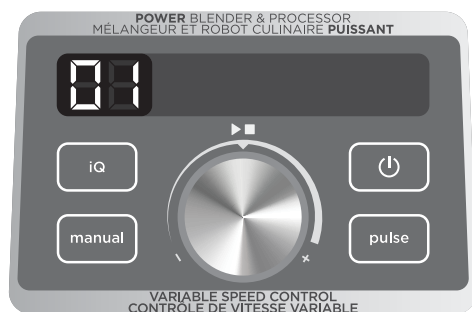 POWER BLENDER & PROCESSOR
MÉLANGEUR ET ROBOT CULINAIRE PUISSANT
01
iQ
manual
pulse
- +
VARIABLE SPEED CONTROL
CONTRÔLE DE VITESSE VARIABLE